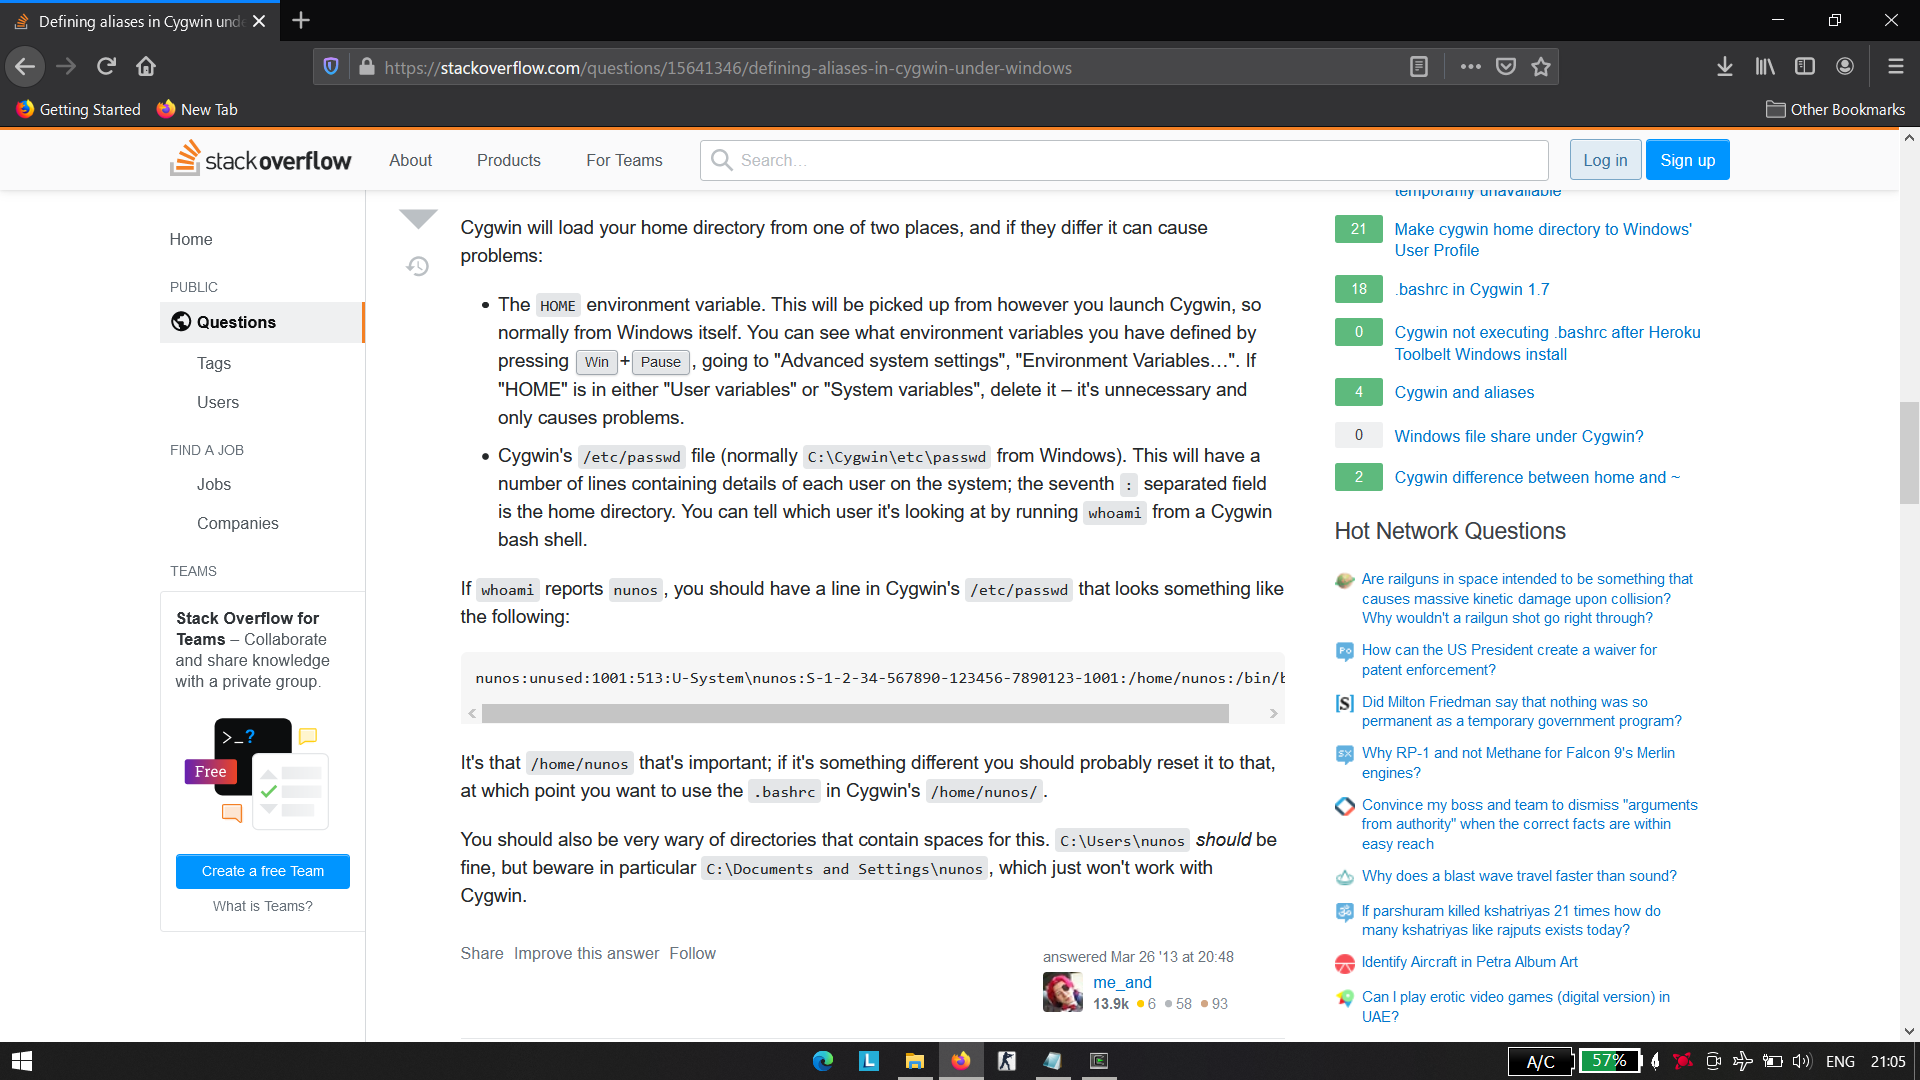 Defining aliases in Cygwin unde
https://stackoverflow.com/questions/15641346/defining-aliases-in-cygwin-under-windows
Getting Started
New Tab
Other Bookmarks
stack overflow
About
Products
For Teams
Search...
Log in
Sign up
Home
PUBLIC
Questions
Tags
Users
FIND A JOB
Jobs
Companies
TEAMS
Stack Overflow for
Teams – Collaborate
and share knowledge
with a private group.
>_?
Free
Create a free Team
What is Teams?
Cygwin will load your home directory from one of two places, and if they differ it can cause
problems:
The HOME environment variable. This will be picked up from however you launch Cygwin, so
normally from Windows itself. You can see what environment variables you have defined by
pressing Win+Pause, going to "Advanced system settings", "Environment Variables…". If
"HOME" is in either "User variables" or "System variables", delete it – it's unnecessary and
only causes problems.
Cygwin's /etc/passwd file (normally C:\Cygwin\etc\passwd from Windows). This will have a
number of lines containing details of each user on the system; the seventh : separated field
is the home directory. You can tell which user it's looking at by running whoami from a Cygwin
bash shell.
If whoami reports nunos, you should have a line in Cygwin's /etc/passwd that looks something like
the following:
nunos:unused:1001:513:U-System\nunos:S-1-2-34-567890-123456-7890123-1001:/home/nunos:/bin/b
It's that /home/nunos that's important; if it's something different you should probably reset it to that,
at which point you want to use the .bashrc in Cygwin's /home/nunos/.
You should also be very wary of directories that contain spaces for this. C:\Users\nunos should be
fine, but beware in particular C:\Documents and Settings\nunos, which just won't work with
Cygwin.
Share Improve this answer Follow
answered Mar 26 '13 at 20:48
me_and
13.9k 6 58 93
temporarily unavailable
21 Make cygwin home directory to Windows'
User Profile
18 .bashrc in Cygwin 1.7
0 Cygwin not executing .bashrc after Heroku
Toolbelt Windows install
4 Cygwin and aliases
0 Windows file share under Cygwin?
2 Cygwin difference between home and ~
Hot Network Questions
Are railguns in space intended to be something that
causes massive kinetic damage upon collision?
Why wouldn't a railgun shot go right through?
How can the US President create a waiver for
patent enforcement?
Did Milton Friedman say that nothing was so
permanent as a temporary government program?
Why RP-1 and not Methane for Falcon 9's Merlin
engines?
Convince my boss and team to dismiss "arguments
from authority" when the correct facts are within
easy reach
Why does a blast wave travel faster than sound?
If parshuram killed kshatriyas 21 times how do
many kshatriyas like rajputs exists today?
Identify Aircraft in Petra Album Art
Can I play erotic video games (digital version) in
UAE?
A/C
57%
ENG
21:05